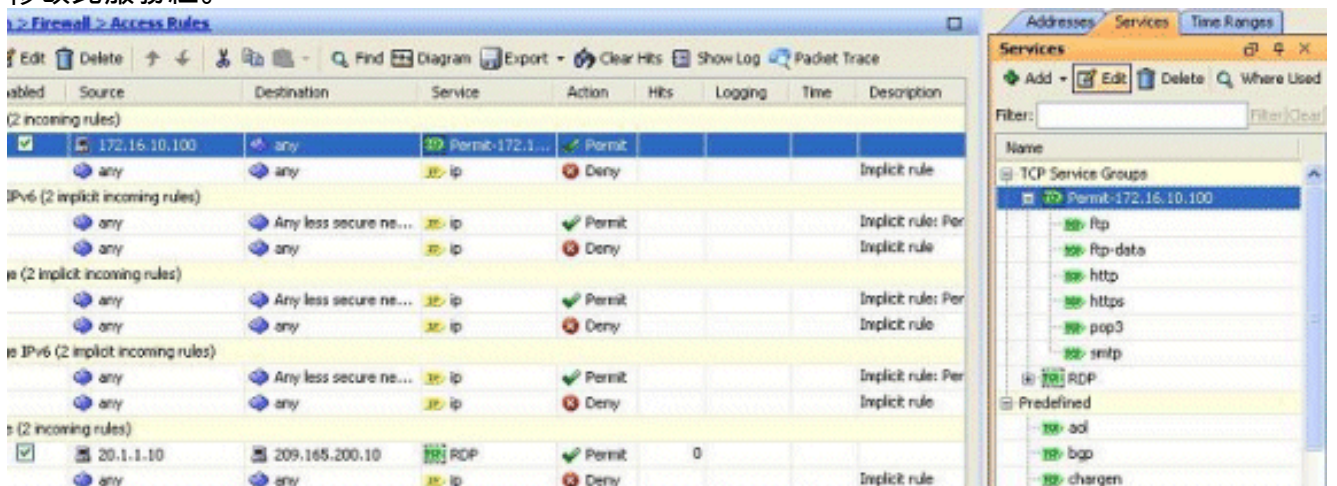 > Firewall > Access Rules
Edit Delete Find Diagram Export Clear Hits Show Log Packet Trace
abled Source Destination Service Action Hits Logging Time Description
(2 incoming rules)
172.16.10.100 any Permit-172.1... Permit
any any ip Deny Implicit rule
IPv6 (2 implicit incoming rules)
any Any less secure ne... ip Permit Implicit rule: Per
any any ip Deny Implicit rule
(2 implicit incoming rules)
any Any less secure ne... ip Permit Implicit rule: Per
any any ip Deny Implicit rule
IPv6 (2 implicit incoming rules)
any Any less secure ne... ip Permit Implicit rule: Per
any any ip Deny Implicit rule
(2 incoming rules)
20.1.1.10 209.165.200.10 RDP Permit 0
any any ip Deny Implicit rule
Addresses Services Time Ranges
Services
Add Edit Delete Where Used
Filter: Filter Clear
Name
TCP Service Groups
Permit-172.16.10.100
ftp
ftp-data
http
https
pop3
smtp
RDP
Predefined
aol
bgp
chargen